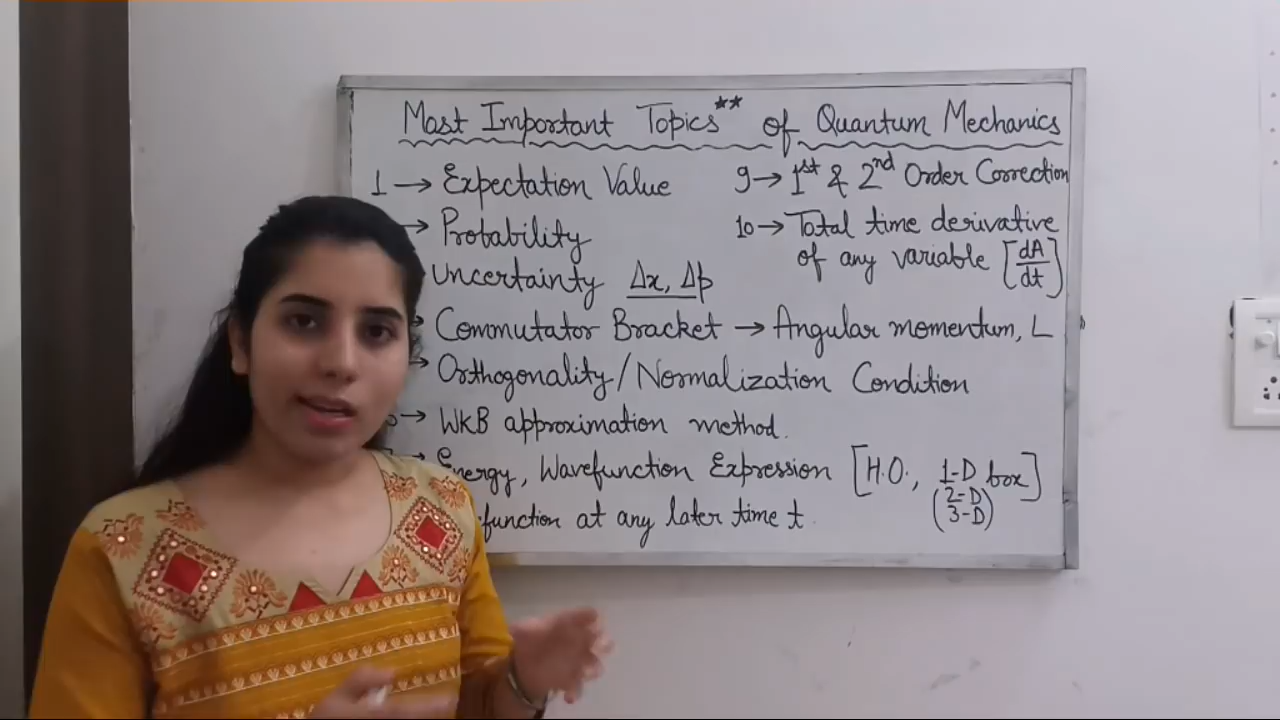 Most Important Topics** of Quantum Mechanics
1 → Expectation Value
→ Probability
Uncertainty Δx, Δp
→ Commutator Bracket → Angular momentum, L
→ Orthogonality/Normalization Condition
→ WKB approximation method.
→ Energy, Wavefunction Expression [H.O., 1-D box]
(2-D
3-D)
function at any later time t.
9 → 1st & 2nd Order Correction
10 → Total time derivative
of any variable [dA/dt]